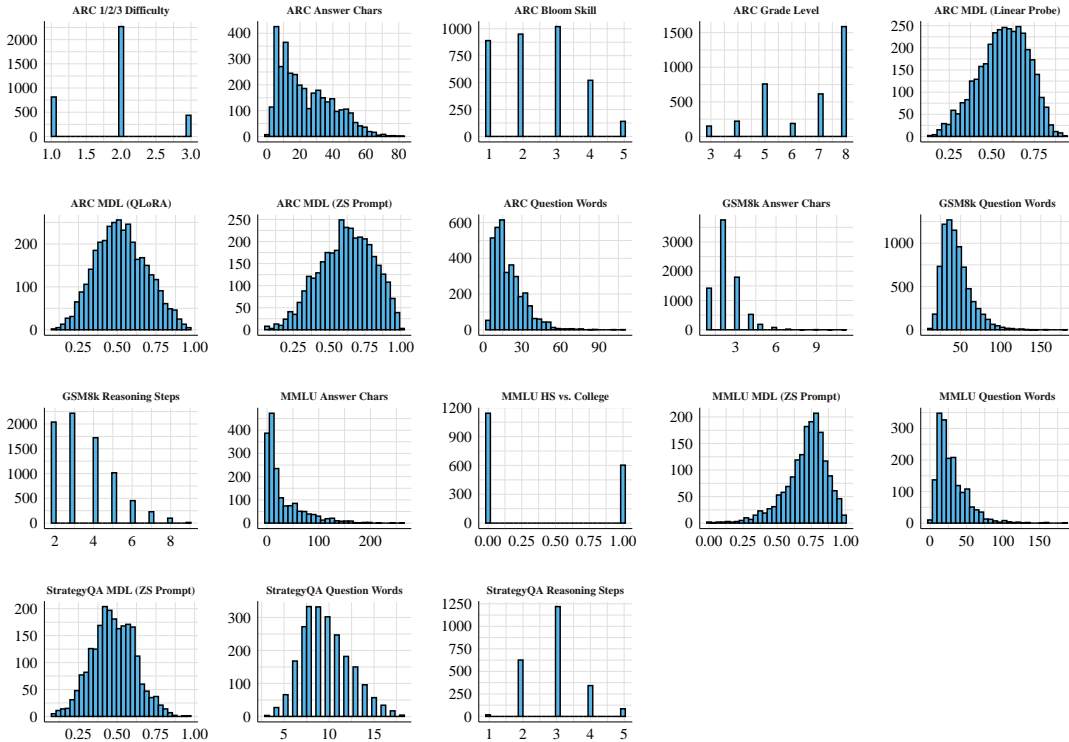 ARC 1/2/3 Difficulty
2000
1500
1000
500
0
1.0 1.5 2.0 2.5 3.0
ARC Answer Chars
400
300
200
100
0
0 20 40 60 80
ARC Bloom Skill
1000
750
500
250
0
1 2 3 4 5
ARC Grade Level
1500
1000
500
0
3 4 5 6 7 8
ARC MDL (Linear Probe)
250
200
150
100
50
0
0.25 0.50 0.75
ARC MDL (QLoRA)
200
100
0
0.25 0.50 0.75 1.00
ARC MDL (ZS Prompt)
250
200
150
100
50
0
0.25 0.50 0.75 1.00
ARC Question Words
600
400
200
0
0 30 60 90
GSM8k Answer Chars
3000
2000
1000
0
3 6 9
GSM8k Question Words
1000
500
0
50 100 150
GSM8k Reasoning Steps
2000
1500
1000
500
0
2 4 6 8
MMLU Answer Chars
400
300
200
100
0
0 100 200
MMLU HS vs. College
1200
900
600
300
0
0.00 0.25 0.50 0.75 1.00
MMLU MDL (ZS Prompt)
200
150
100
50
0
0.00 0.25 0.50 0.75 1.00
MMLU Question Words
300
200
100
0
0 50 100 150
StrategyQA MDL (ZS Prompt)
200
150
100
50
0
0.00 0.25 0.50 0.75 1.00
StrategyQA Question Words
300
200
100
0
5 10 15
StrategyQA Reasoning Steps
1250
1000
750
500
250
0
1 2 3 4 5